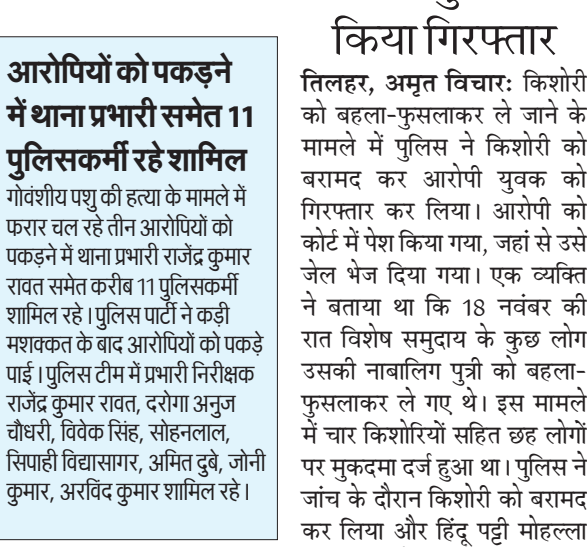 आरोपियों को पकड़ने
में थाना प्रभारी समेत 11
पुलिसकर्मी रहे शामिल
गोवंशीय पशु की हत्या के मामले में
फरार चल रहे तीन आरोपियों को
पकड़ने में थाना प्रभारी राजेंद्र कुमार
रावत समेत करीब 11 पुलिसकर्मी
शामिल रहे। पुलिस पार्टी ने कड़ी
मशक्कत के बाद आरोपियों को पकड़े
पाई। पुलिस टीम में प्रभारी निरीक्षक
राजेंद्र कुमार रावत, दरोगा अनुज
चौधरी, विवेक सिंह, सोहनलाल,
सिपाही विद्यासागर, अमित दुबे, जोनी
कुमार, अरविंद कुमार शामिल रहे।
किया गिरफ्तार
तिलहर, अमृत विचारः किशोरी
को बहला-फुसलाकर ले जाने के
मामले में पुलिस ने किशोरी को
बरामद कर आरोपी युवक को
गिरफ्तार कर लिया। आरोपी को
कोर्ट में पेश किया गया, जहां से उसे
जेल भेज दिया गया। एक व्यक्ति
ने बताया था कि 18 नवंबर की
रात विशेष समुदाय के कुछ लोग
उसकी नाबालिग पुत्री को बहला-
फुसलाकर ले गए थे। इस मामले
में चार किशोरियों सहित छह लोगों
पर मुकदमा दर्ज हुआ था। पुलिस ने
जांच के दौरान किशोरी को बरामद
कर लिया और हिंदू पट्टी मोहल्ला